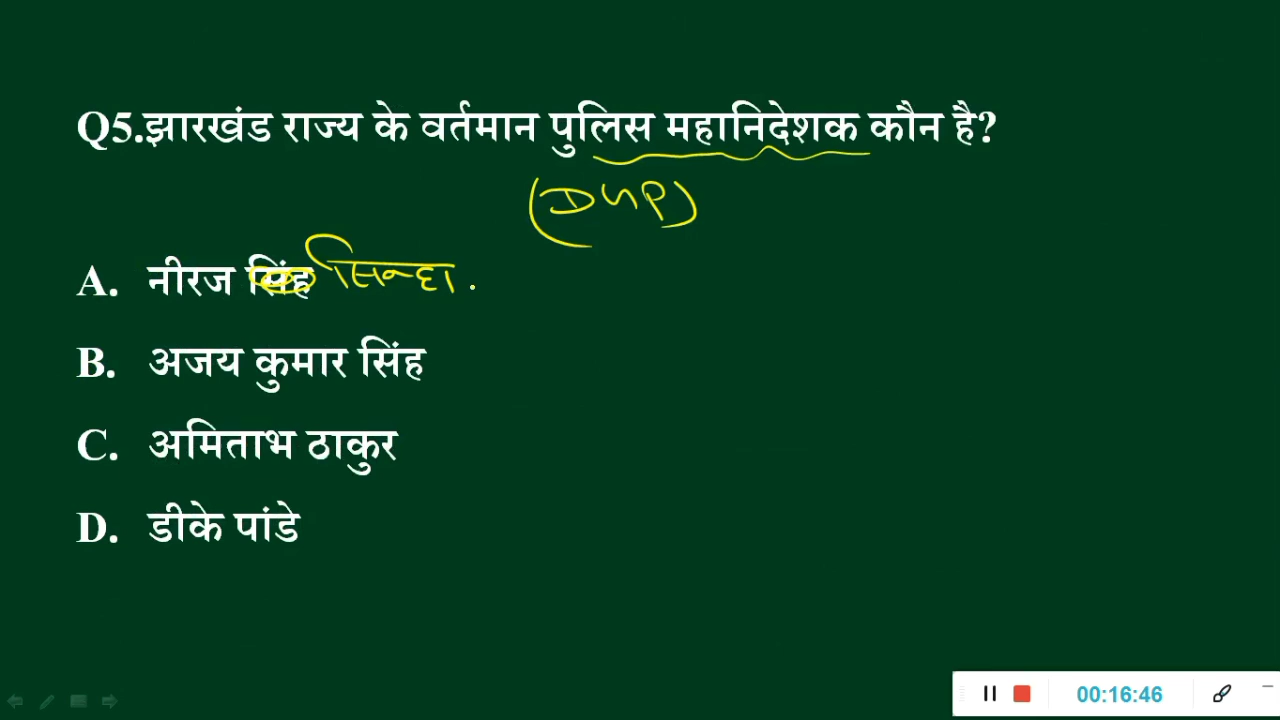 Q5.झारखंड राज्य के वर्तमान पुलिस महानिदेशक कौन है?
(DGP)
A. नीरज सिंह सिन्हा.
B. अजय कुमार सिंह
C. अमिताभ ठाकुर
D. डीके पांडे
00:16:46